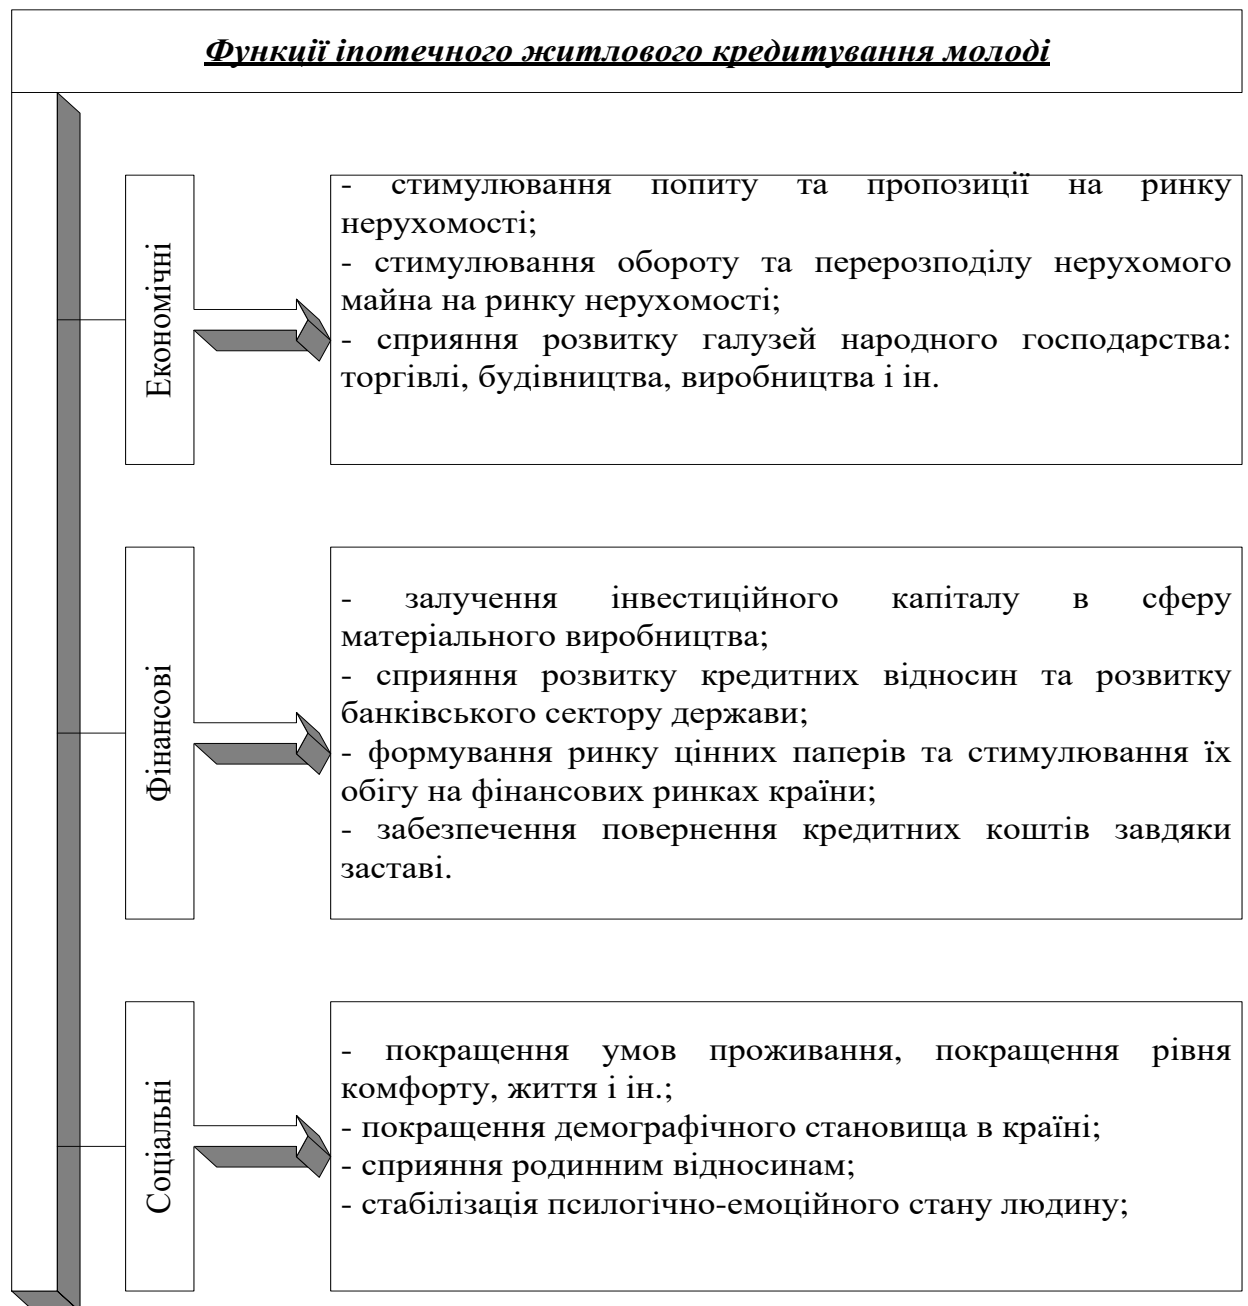 Функції іпотечного житлового кредитування молоді
Економічні
- стимулювання попиту та пропозиції на ринку
нерухомості;
- стимулювання обороту та перерозподілу нерухомого
майна на ринку нерухомості;
- сприяння розвитку галузей народного господарства:
торгівлі, будівництва, виробництва і ін.
Фінансові
- залучення інвестиційного капіталу в сферу
матеріального виробництва;
- сприяння розвитку кредитних відносин та розвитку
банківського сектору держави;
- формування ринку цінних паперів та стимулювання їх
обігу на фінансових ринках країни;
- забезпечення повернення кредитних коштів завдяки
заставі.
Соціальні
- покращення умов проживання, покращення рівня
комфорту, життя і ін.;
- покращення демографічного становища в країні;
- сприяння родинним відносинам;
- стабілізація псилогічно-емоційного стану людину;